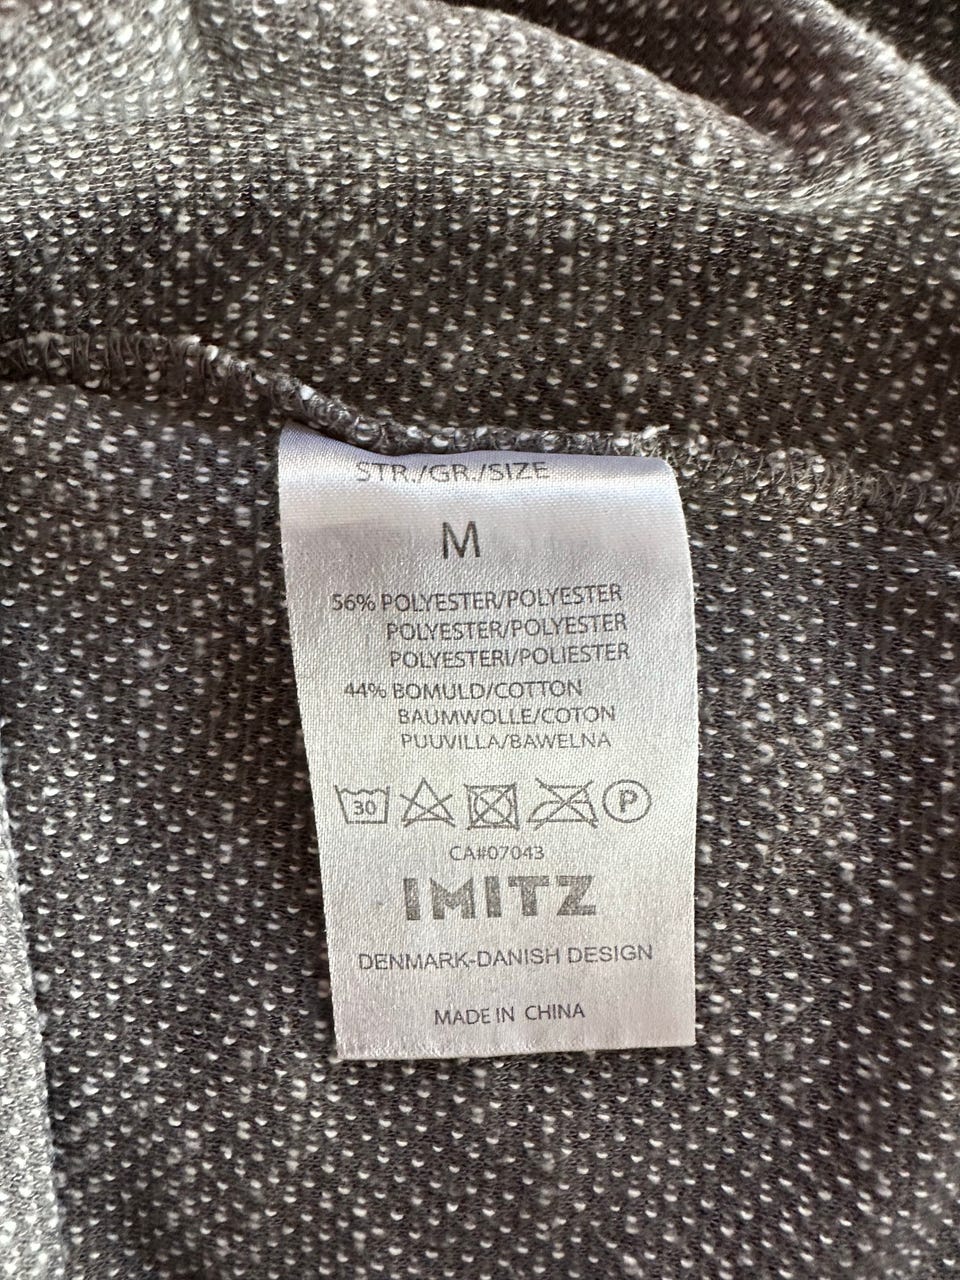 STR./GR./SIZE
M
56% POLYESTER/POLYESTER
POLYESTER/POLYESTER
POLYESTERI/POLIESTER
44% BOMULD/COTTON
BAUMWOLLE/COTON
PUUVILLA/BAWELNA
30 P
CA#07043
IMITZ
DENMARK-DANISH DESIGN
MADE IN CHINA